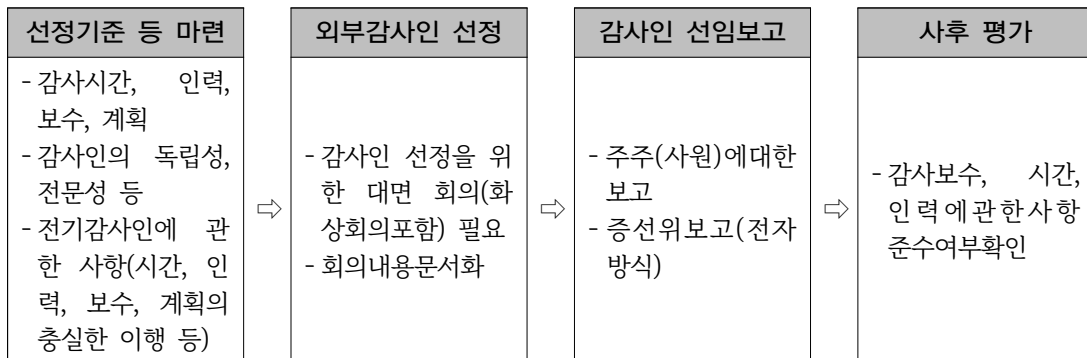 선정기준 등 마련
- 감사시간, 인력,
보수, 계획
- 감사인의 독립성,
전문성 등
- 전기감사인에 관
한 사항(시간, 인
력, 보수, 계획의
충실한 이행 등)
⇨
외부감사인 선정
- 감사인 선정을 위
한 대면 회의(화
상회의포함) 필요
- 회의내용문서화
⇨
감사인 선임보고
- 주주(사원)에대한
보고
- 증선위보고(전자
방식)
⇨
사후 평가
- 감사보수, 시간,
인력에관한사항
준수여부확인